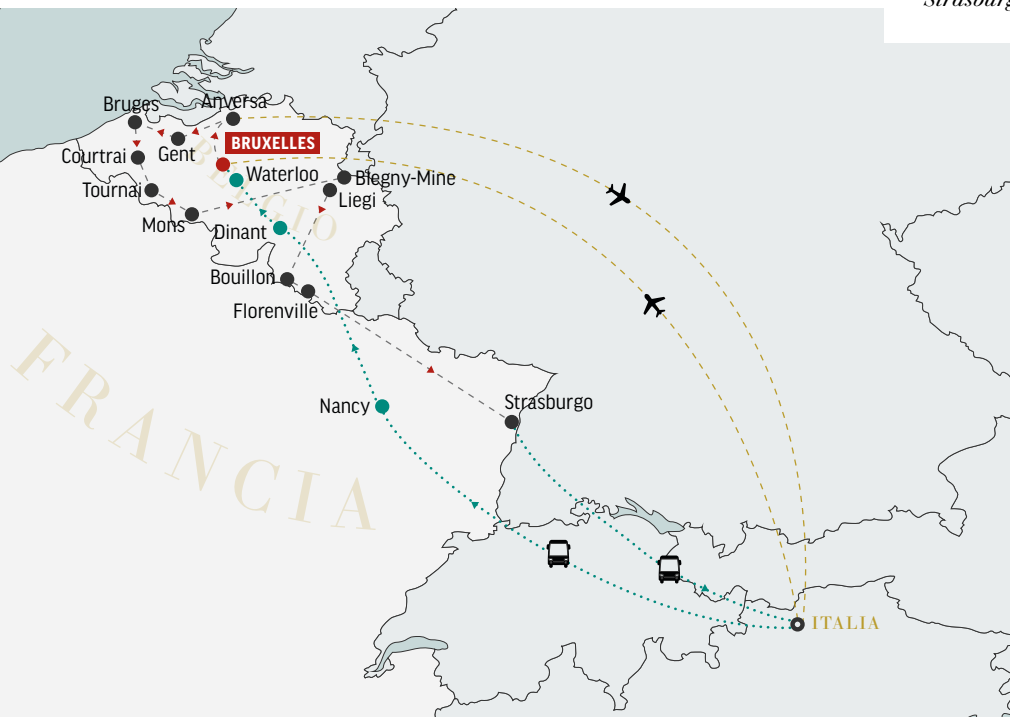 Strasburg
Bruges
Anversa
BRUXELLES
Courtrai
Gent
Waterloo
Blegny-Mine
Tournai
Liegi
BELGIO
Mons
Dinant
Bouillon
Florenville
FRANCIA
Nancy
Strasburgo
ITALIA